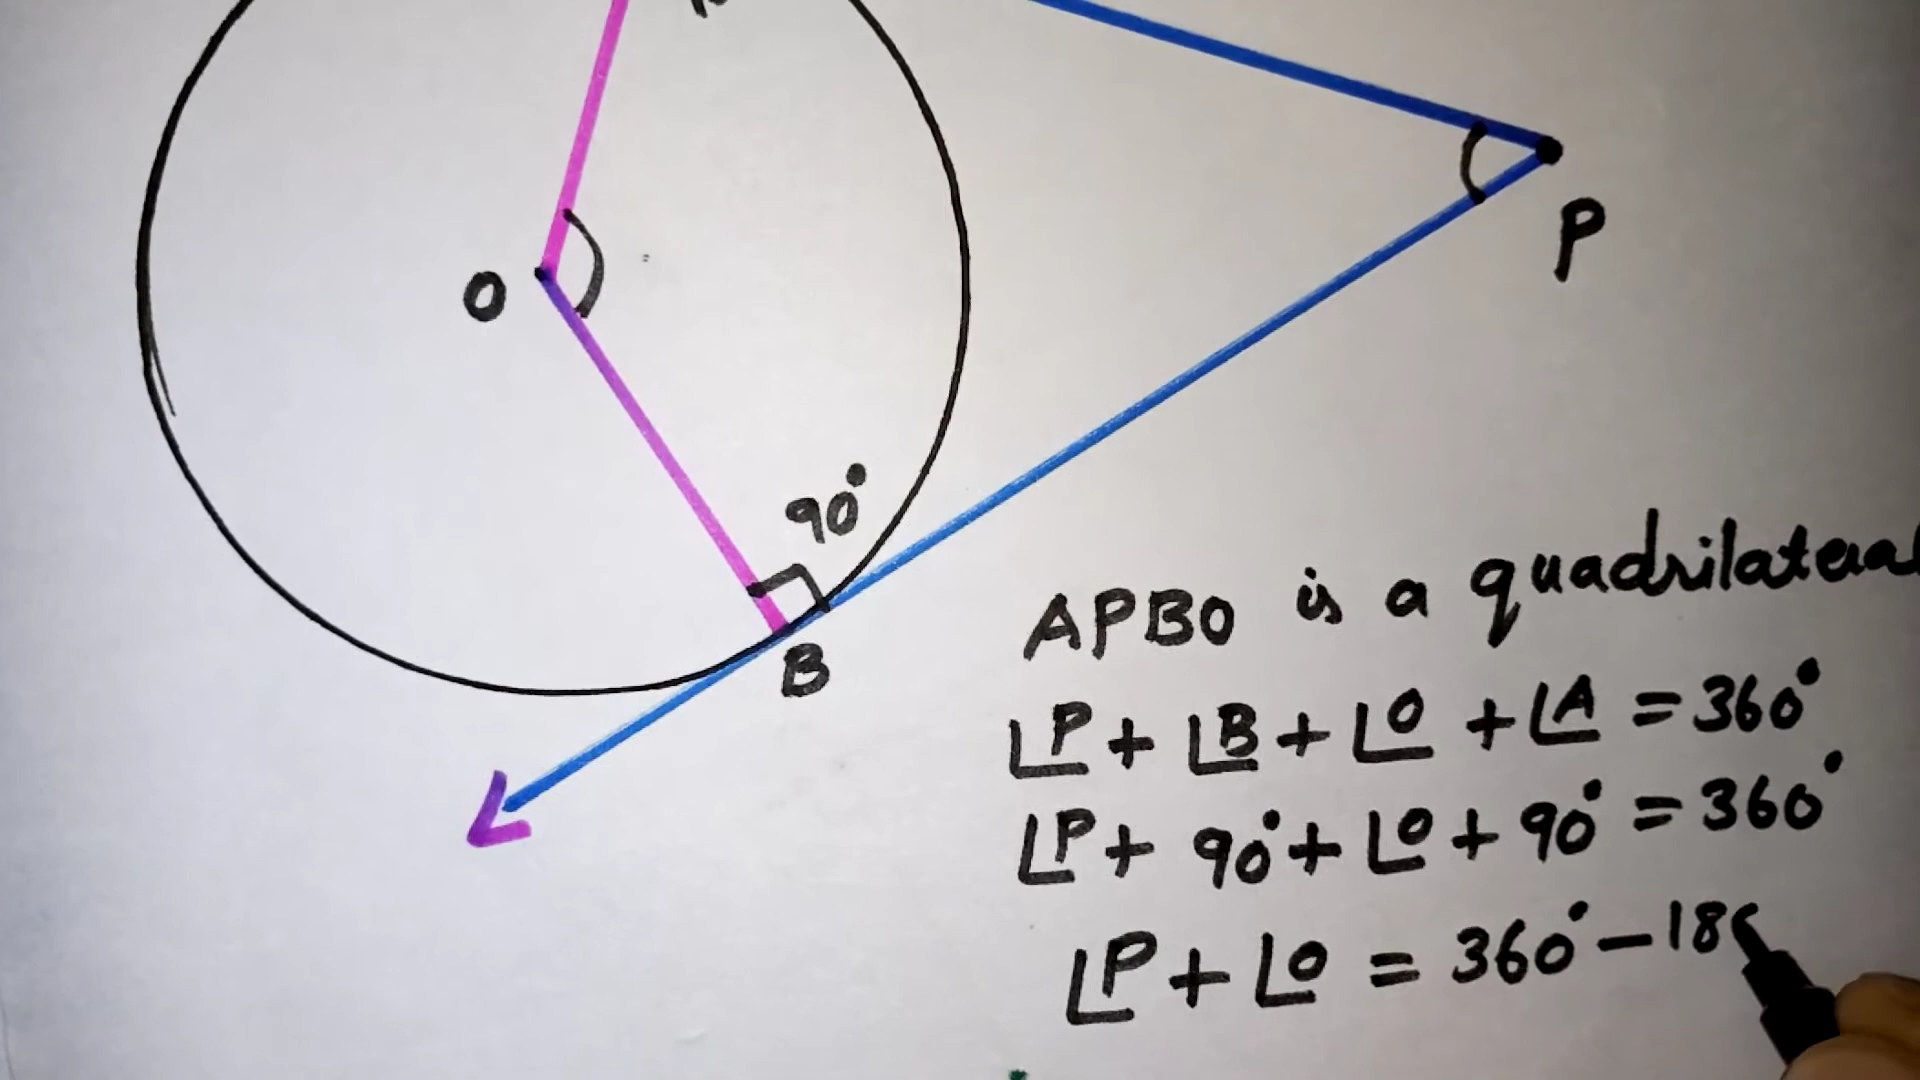 P
O
90°
B
APBO is a quadrilateral
∠P + ∠B + ∠O + ∠A = 360°
∠P + 90° + ∠O + 90° = 360°
∠P + ∠O = 360° - 18